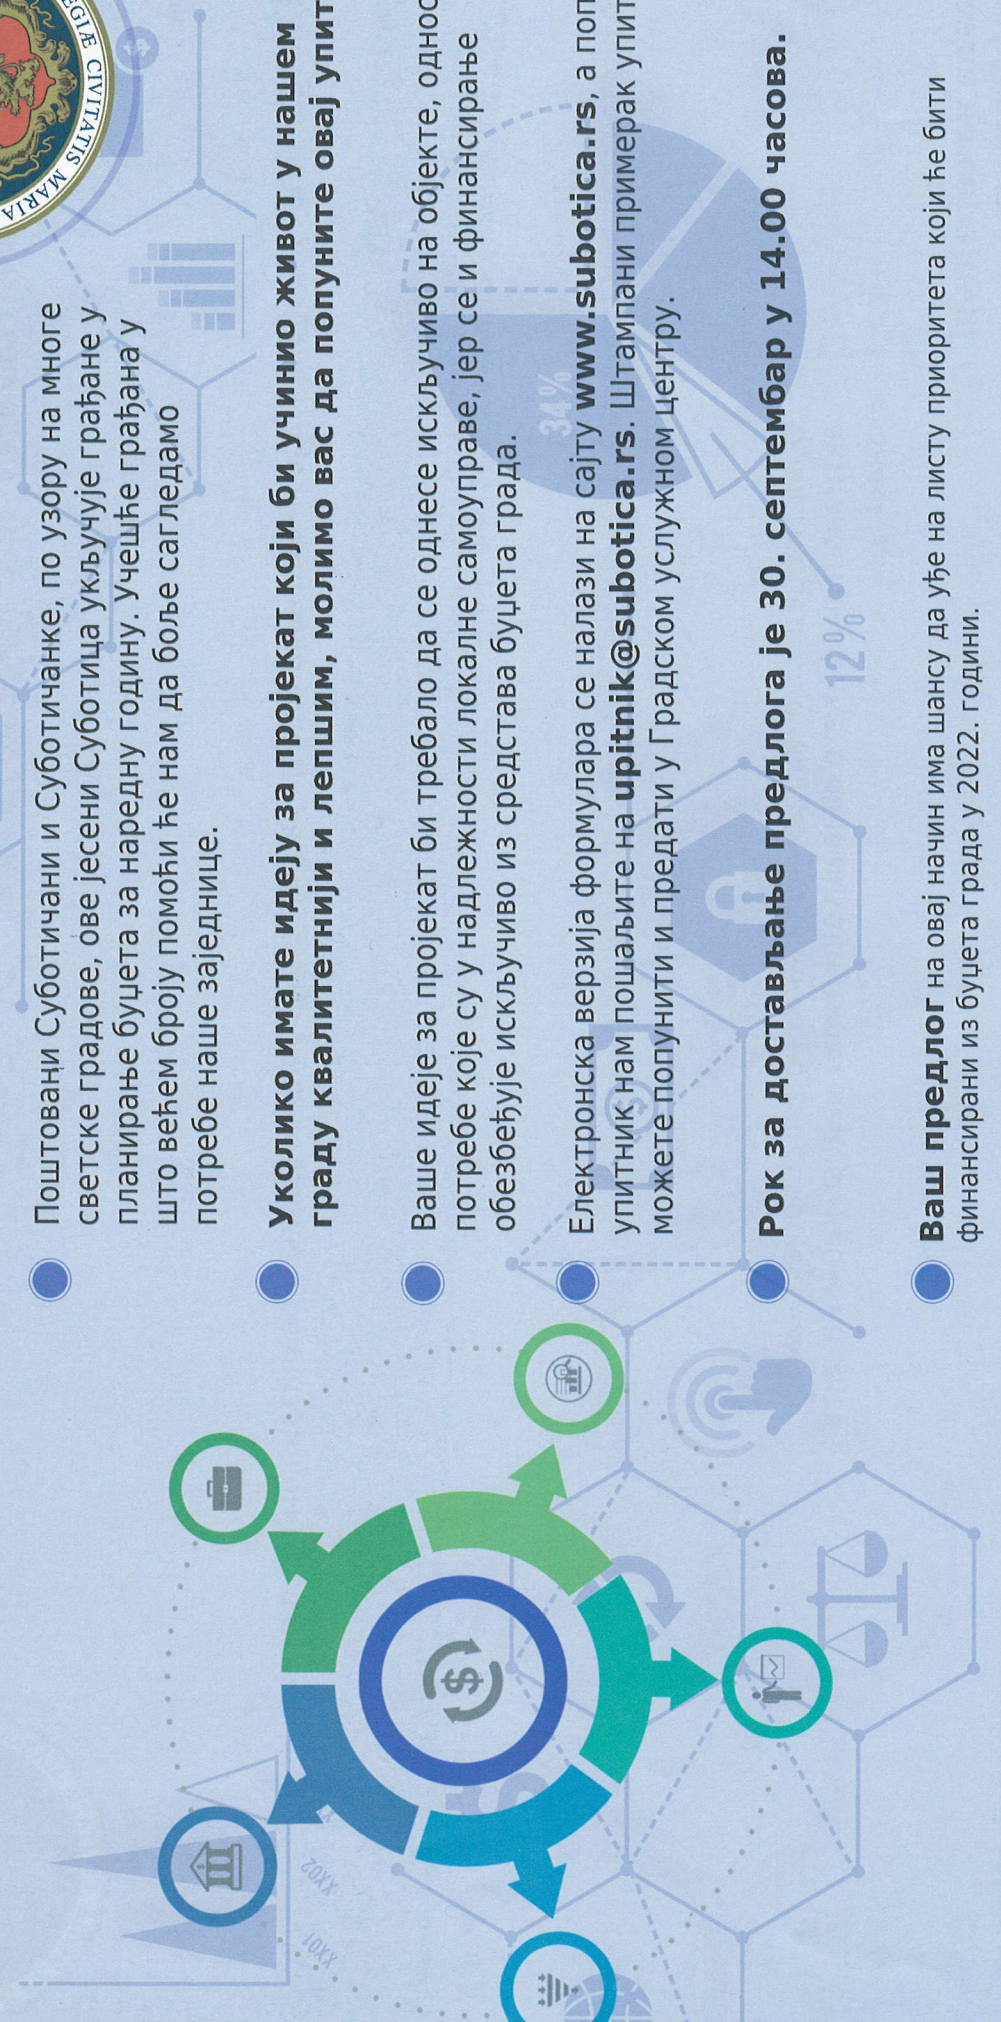 EGIÆ CIVITATIS MARIA
Поштовани Суботичани и Суботичанке, по узору на многе
светске градове, ове јесени Суботица укључује грађане у
планирање буџета за наредну годину. Учешће грађана у
што већем броју помоћи ће нам да боље сагледамо
потребе наше заједнице.
Уколико имате идеју за пројекат који би учинио живот у нашем
граду квалитетнији и лепшим, молимо вас да попуните овај упит
Ваше идеје за пројекат би требало да се односе искључиво на објекте, однос
потребе које су у надлежности локалне самоуправе, јер се и финансирање
обезбеђује искључиво из средстава буџета града.
Електронска верзија формулара се налази на сајту www.subotica.rs, а поп
упитник нам пошаљите на upitnik@subotica.rs. Штампани примерак упит
можете попунити и предати у Градском услужном центру.
Рок за достављање предлога је 30. септембар у 14.00 часова.
Ваш предлог на овај начин има шансу да уђе на листу приоритета који ће бити
финансирани из буџета града у 2022. години.
34%
12%
XX01
XX02